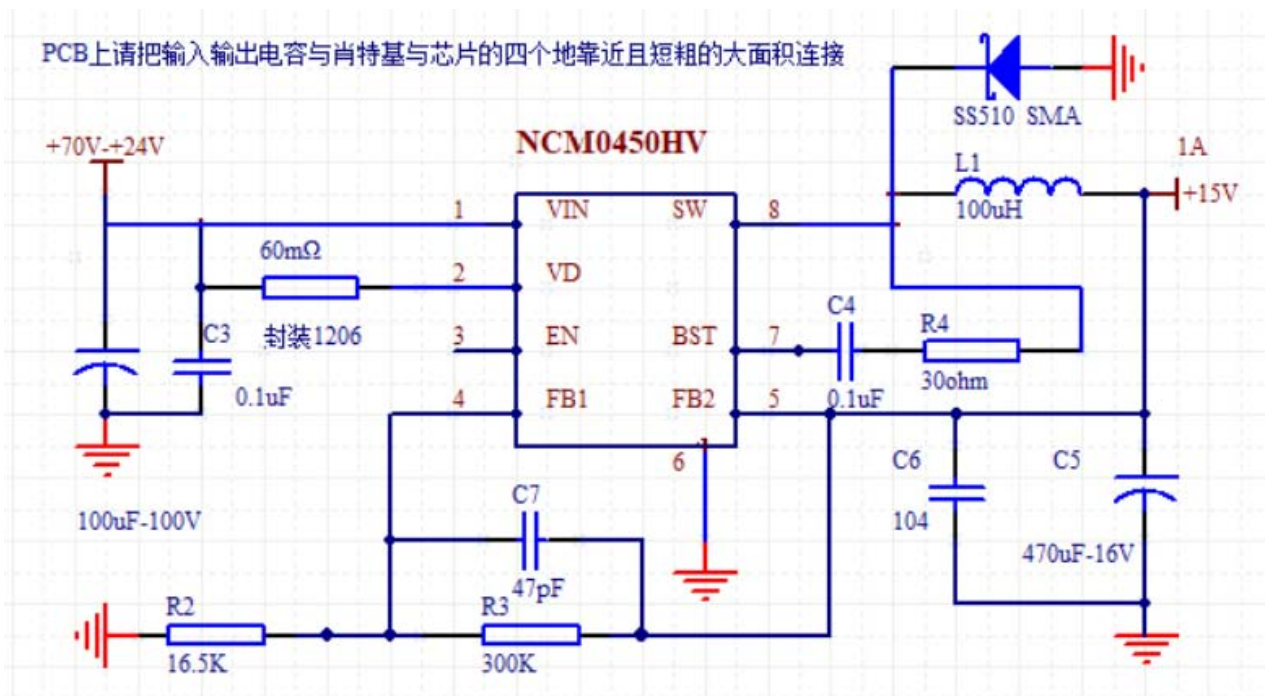 PCB上请把输入输出电容与肖特基与芯片的四个地靠近且短粗的大面积连接
SS510 SMA
+70V-+24V
NCM0450HV
1A
L1
+15V
100uH
1
VIN
SW
8
60mΩ
2
VD
C3
封装1206
3
EN
BST
7
C4
R4
30ohm
0.1uF
0.1uF
4
FB1
FB2
5
6
C6
C5
100uF-100V
C7
104
470uF-16V
47pF
R2
R3
16.5K
300K